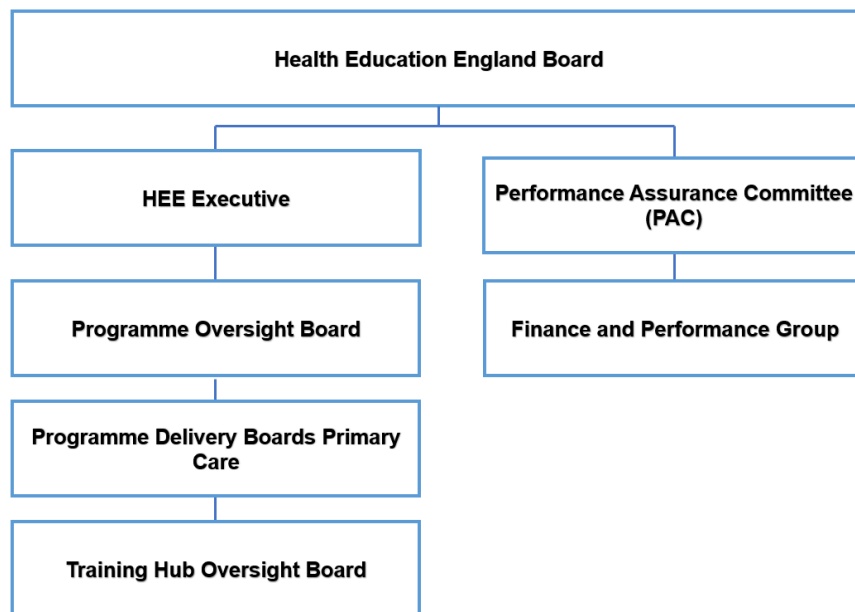 Health Education England Board
HEE Executive
Performance Assurance Committee
(PAC)
Programme Oversight Board
Finance and Performance Group
Programme Delivery Boards Primary
Care
Training Hub Oversight Board